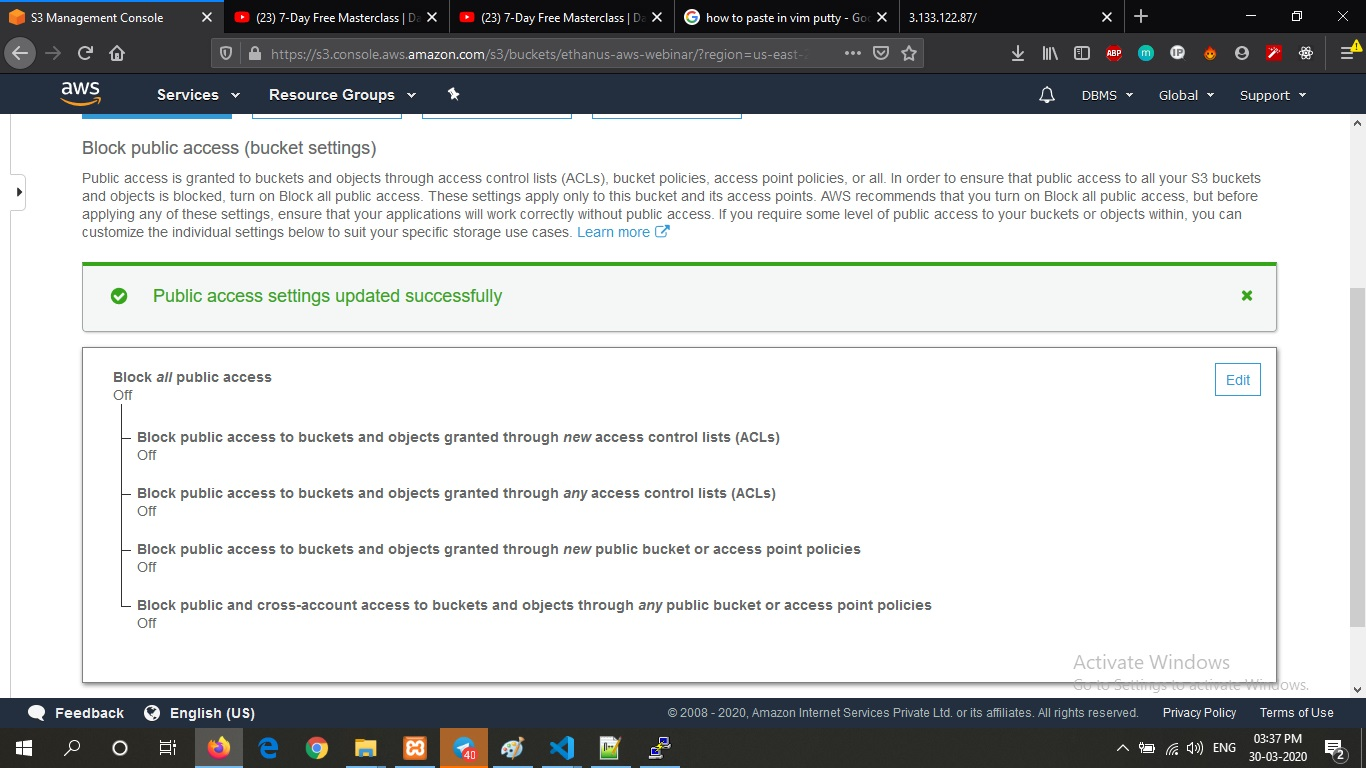 S3 Management Console
(23) 7-Day Free Masterclass | Da
(23) 7-Day Free Masterclass | Da
how to paste in vim putty - Goo
3.133.122.87/
https://s3.console.aws.amazon.com/s3/buckets/ethanus-aws-webinar/?region=us-east-2
ABP
m
IP
aws
Services
Resource Groups
DBMS
Global
Support
Block public access (bucket settings)
Public access is granted to buckets and objects through access control lists (ACLs), bucket policies, access point policies, or all. In order to ensure that public access to all your S3 buckets
and objects is blocked, turn on Block all public access. These settings apply only to this bucket and its access points. AWS recommends that you turn on Block all public access, but before
applying any of these settings, ensure that your applications will work correctly without public access. If you require some level of public access to your buckets or objects within, you can
customize the individual settings below to suit your specific storage use cases. Learn more
Public access settings updated successfully
Block all public access
Edit
Off
Block public access to buckets and objects granted through new access control lists (ACLs)
Off
Block public access to buckets and objects granted through any access control lists (ACLs)
Off
Block public access to buckets and objects granted through new public bucket or access point policies
Off
Block public and cross-account access to buckets and objects through any public bucket or access point policies
Off
Activate Windows
Go to Settings to activate Windows.
Feedback
English (US)
© 2008 - 2020, Amazon Internet Services Private Ltd. or its affiliates. All rights reserved.
Privacy Policy
Terms of Use
40
ENG
03:37 PM
30-03-2020
2